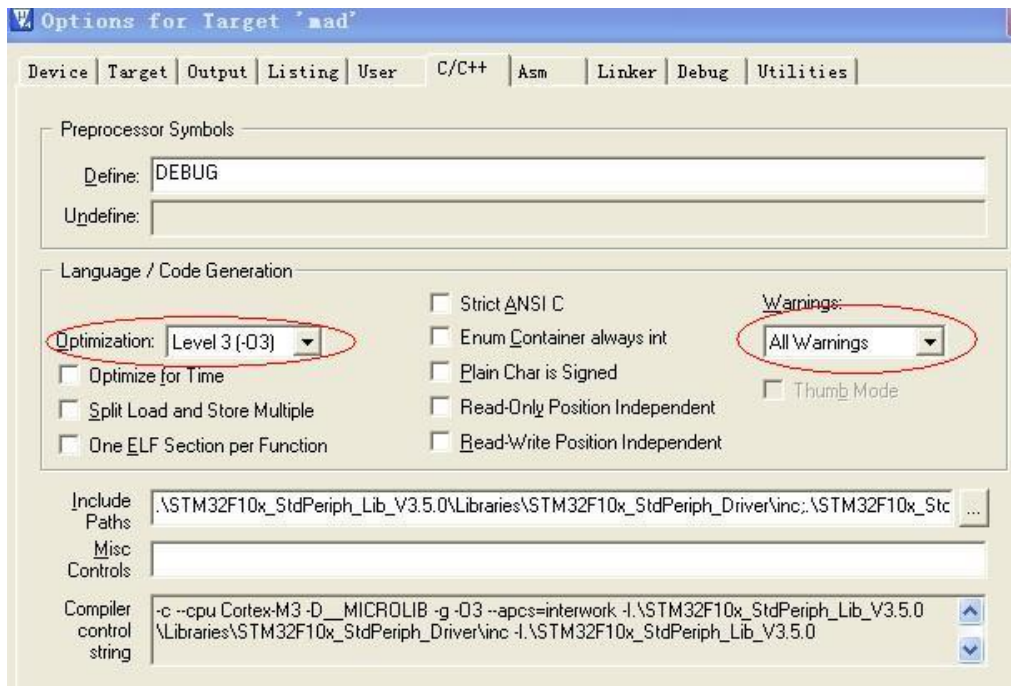 Options for Target 'mad'
Device Target Output Listing User C/C++ Asm Linker Debug Utilities
Preprocessor Symbols
Define: DEBUG
Undefine:
Language / Code Generation
Optimization: Level 3 (-O3)
Optimize for Time
Split Load and Store Multiple
One ELF Section per Function
Strict ANSI C
Enum Container always int
Plain Char is Signed
Read-Only Position Independent
Read-Write Position Independent
Warnings:
All Warnings
Thumb Mode
Include Paths .\STM32F10x_StdPeriph_Lib_V3.5.0\Libraries\STM32F10x_StdPeriph_Driver\inc;.\STM32F10x_Stc ...
Misc Controls
Compiler control string -c --cpu Cortex-M3 -D__MICROLIB -g -O3 --apcs=interwork -I.\STM32F10x_StdPeriph_Lib_V3.5.0
\Libraries\STM32F10x_StdPeriph_Driver\inc -I.\STM32F10x_StdPeriph_Lib_V3.5.0